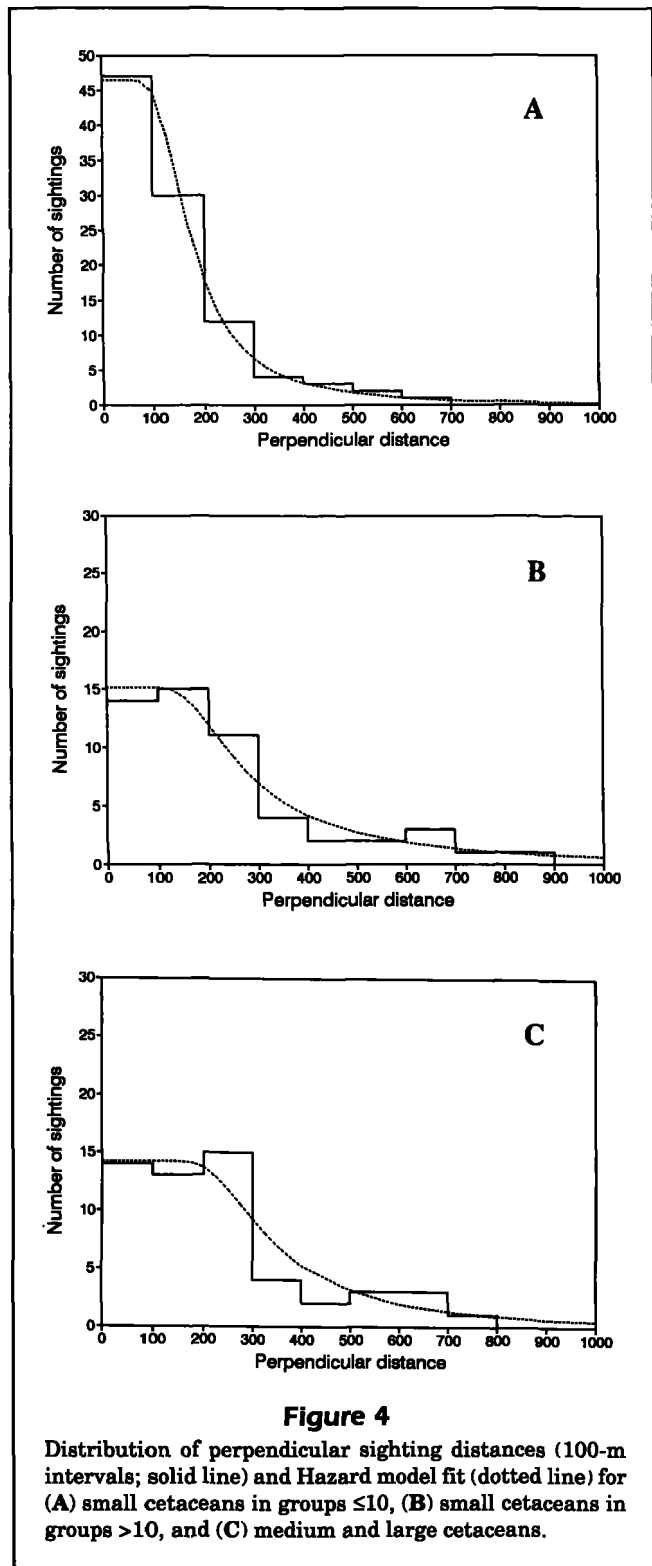 A
50
45
40
35
30
25
20
15
10
5
0
Number of sightings
0 100 200 300 400 500 600 700 800 900 1000
Perpendicular distance
B
30
25
20
15
10
5
0
Number of sightings
0 100 200 300 400 500 600 700 800 900 1000
Perpendicular distance
C
30
25
20
15
10
5
0
Number of sightings
0 100 200 300 400 500 600 700 800 900 1000
Perpendicular distance
Figure 4
Distribution of perpendicular sighting distances (100-m
intervals; solid line) and Hazard model fit (dotted line) for
(A) small cetaceans in groups ≤10, (B) small cetaceans in
groups >10, and (C) medium and large cetaceans.